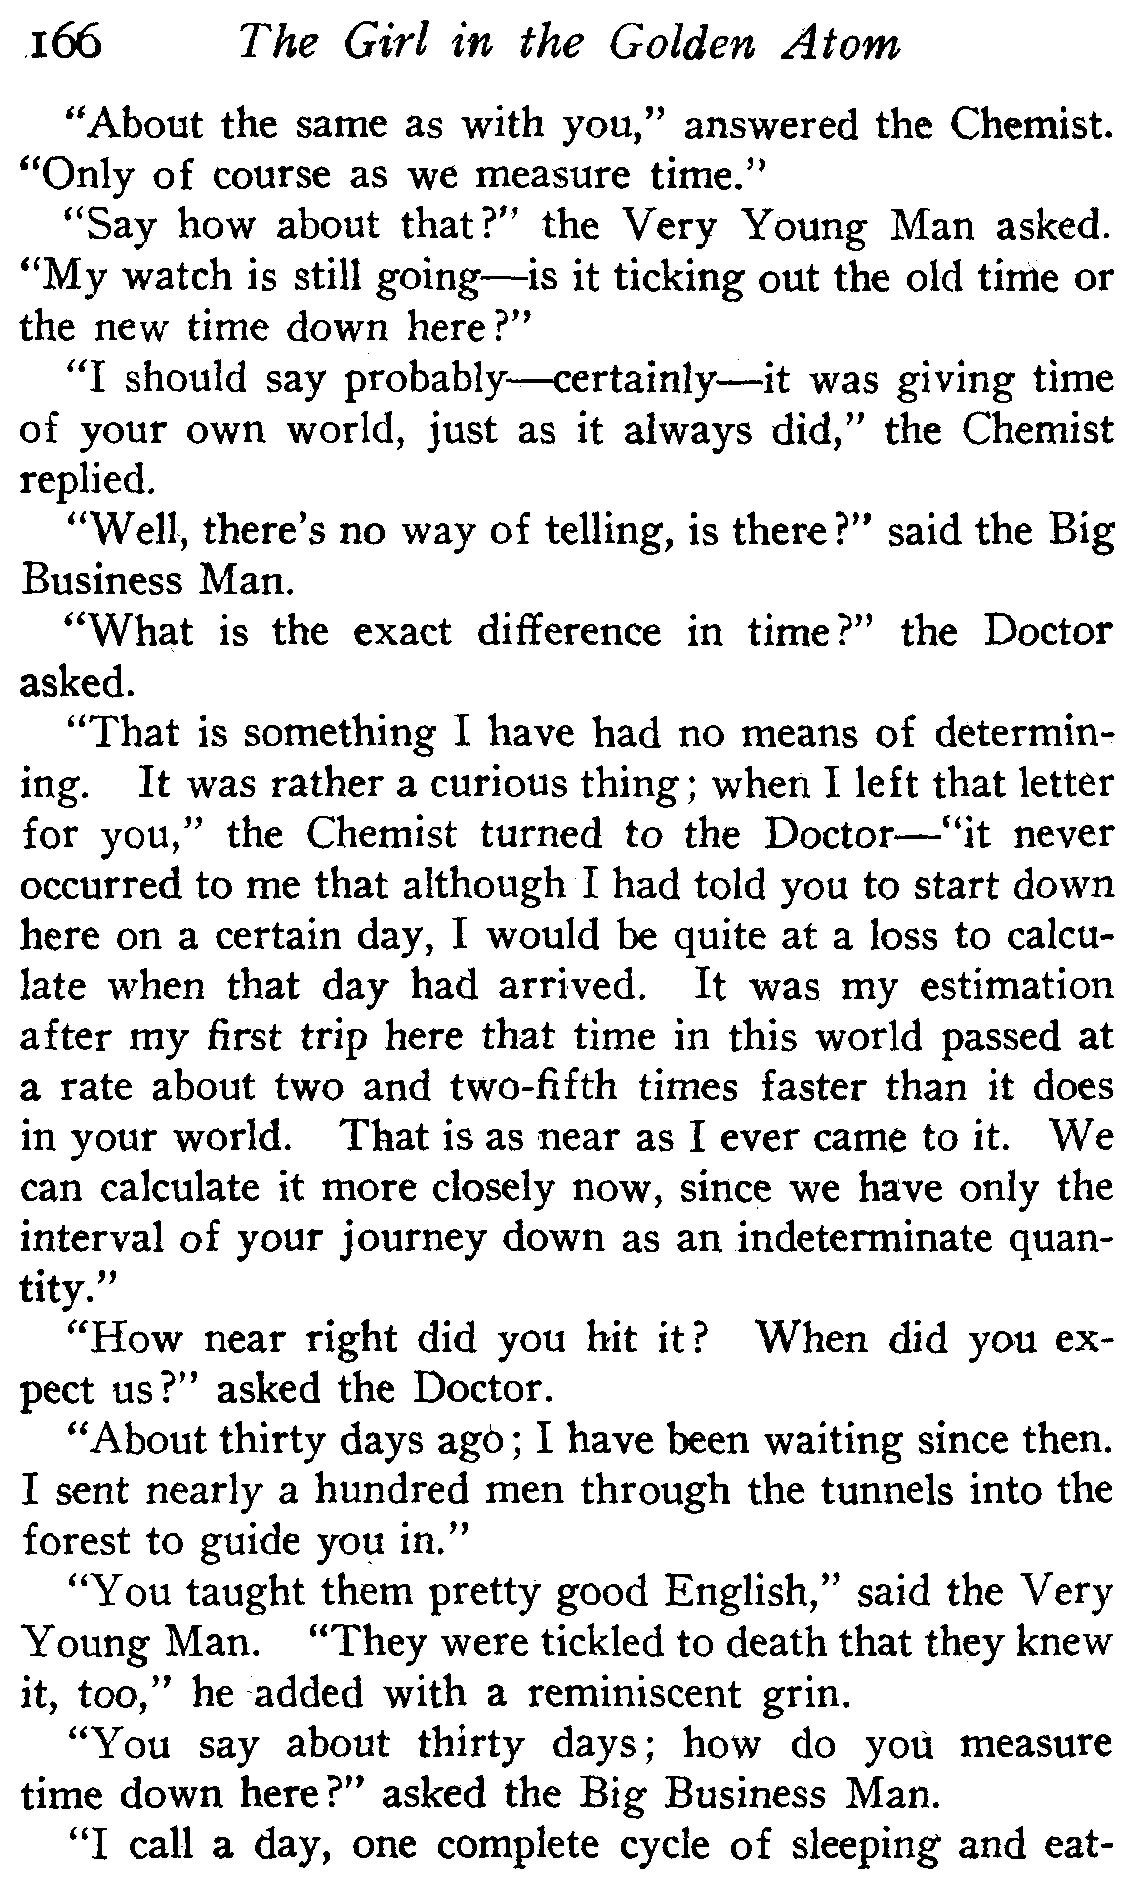 166 The Girl in the Golden Atom
“About the same as with you,” answered the Chemist.
“Only of course as we measure time.”
“Say how about that?” the Very Young Man asked.
“My watch is still going—is it ticking out the old time or
the new time down here?”
“I should say probably—certainly—it was giving time
of your own world, just as it always did,” the Chemist
replied.
“Well, there’s no way of telling, is there?” said the Big
Business Man.
“What is the exact difference in time?” the Doctor
asked.
“That is something I have had no means of determin-
ing. It was rather a curious thing; when I left that letter
for you,” the Chemist turned to the Doctor—“it never
occurred to me that although I had told you to start down
here on a certain day, I would be quite at a loss to calcu-
late when that day had arrived. It was my estimation
after my first trip here that time in this world passed at
a rate about two and two-fifth times faster than it does
in your world. That is as near as I ever came to it. We
can calculate it more closely now, since we have only the
interval of your journey down as an indeterminate quan-
tity.”
“How near right did you hit it? When did you ex-
pect us?” asked the Doctor.
“About thirty days ago; I have been waiting since then.
I sent nearly a hundred men through the tunnels into the
forest to guide you in.”
“You taught them pretty good English,” said the Very
Young Man. “They were tickled to death that they knew
it, too,” he added with a reminiscent grin.
“You say about thirty days; how do you measure
time down here?” asked the Big Business Man.
“I call a day, one complete cycle of sleeping and eat-